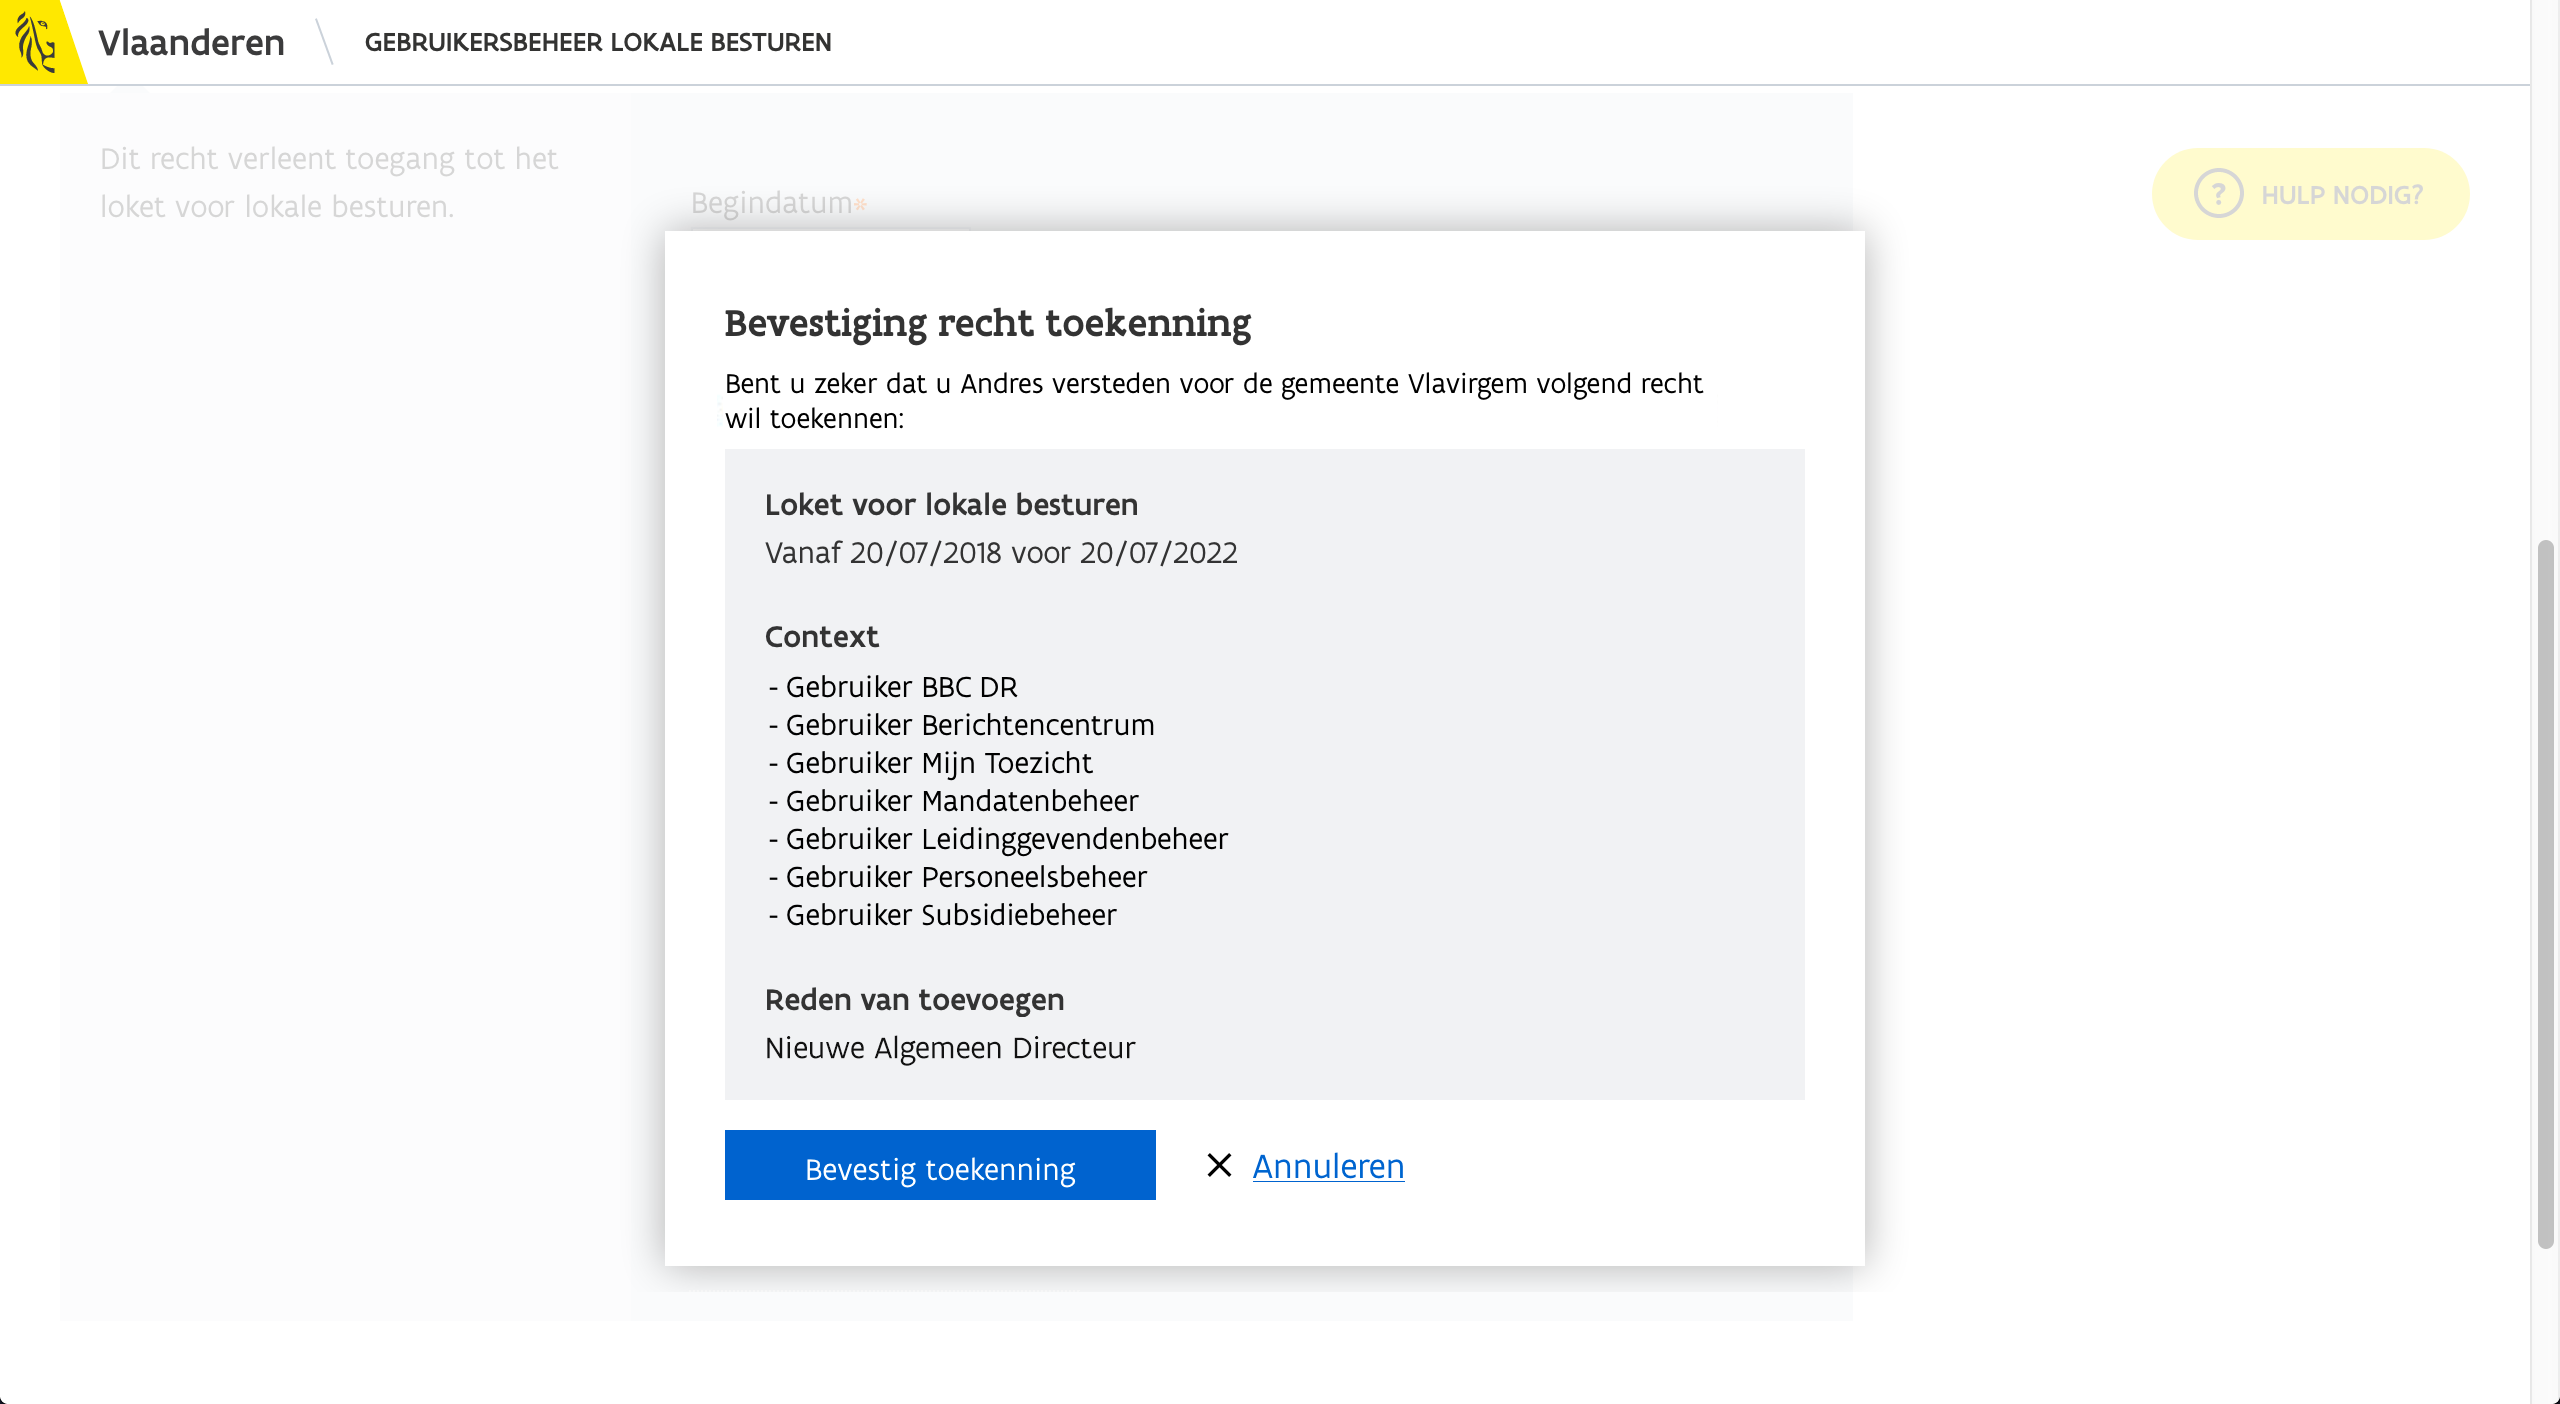 Vlaanderen
GEBRUIKERSBEHEER LOKALE BESTUREN
Dit recht verleent toegang tot het
loket voor lokale besturen.
Begindatum*
? HULP NODIG?
Bevestiging recht toekenning
Bent u zeker dat u Andres versteden voor de gemeente Vlavirgem volgend recht
wil toekennen:
Loket voor lokale besturen
Vanaf 20/07/2018 voor 20/07/2022
Context
- Gebruiker BBC DR
- Gebruiker Berichtencentrum
- Gebruiker Mijn Toezicht
- Gebruiker Mandatenbeheer
- Gebruiker Leidinggevendenbeheer
- Gebruiker Personeelsbeheer
- Gebruiker Subsidiebeheer
Reden van toevoegen
Nieuwe Algemeen Directeur
Bevestig toekenning
Annuleren